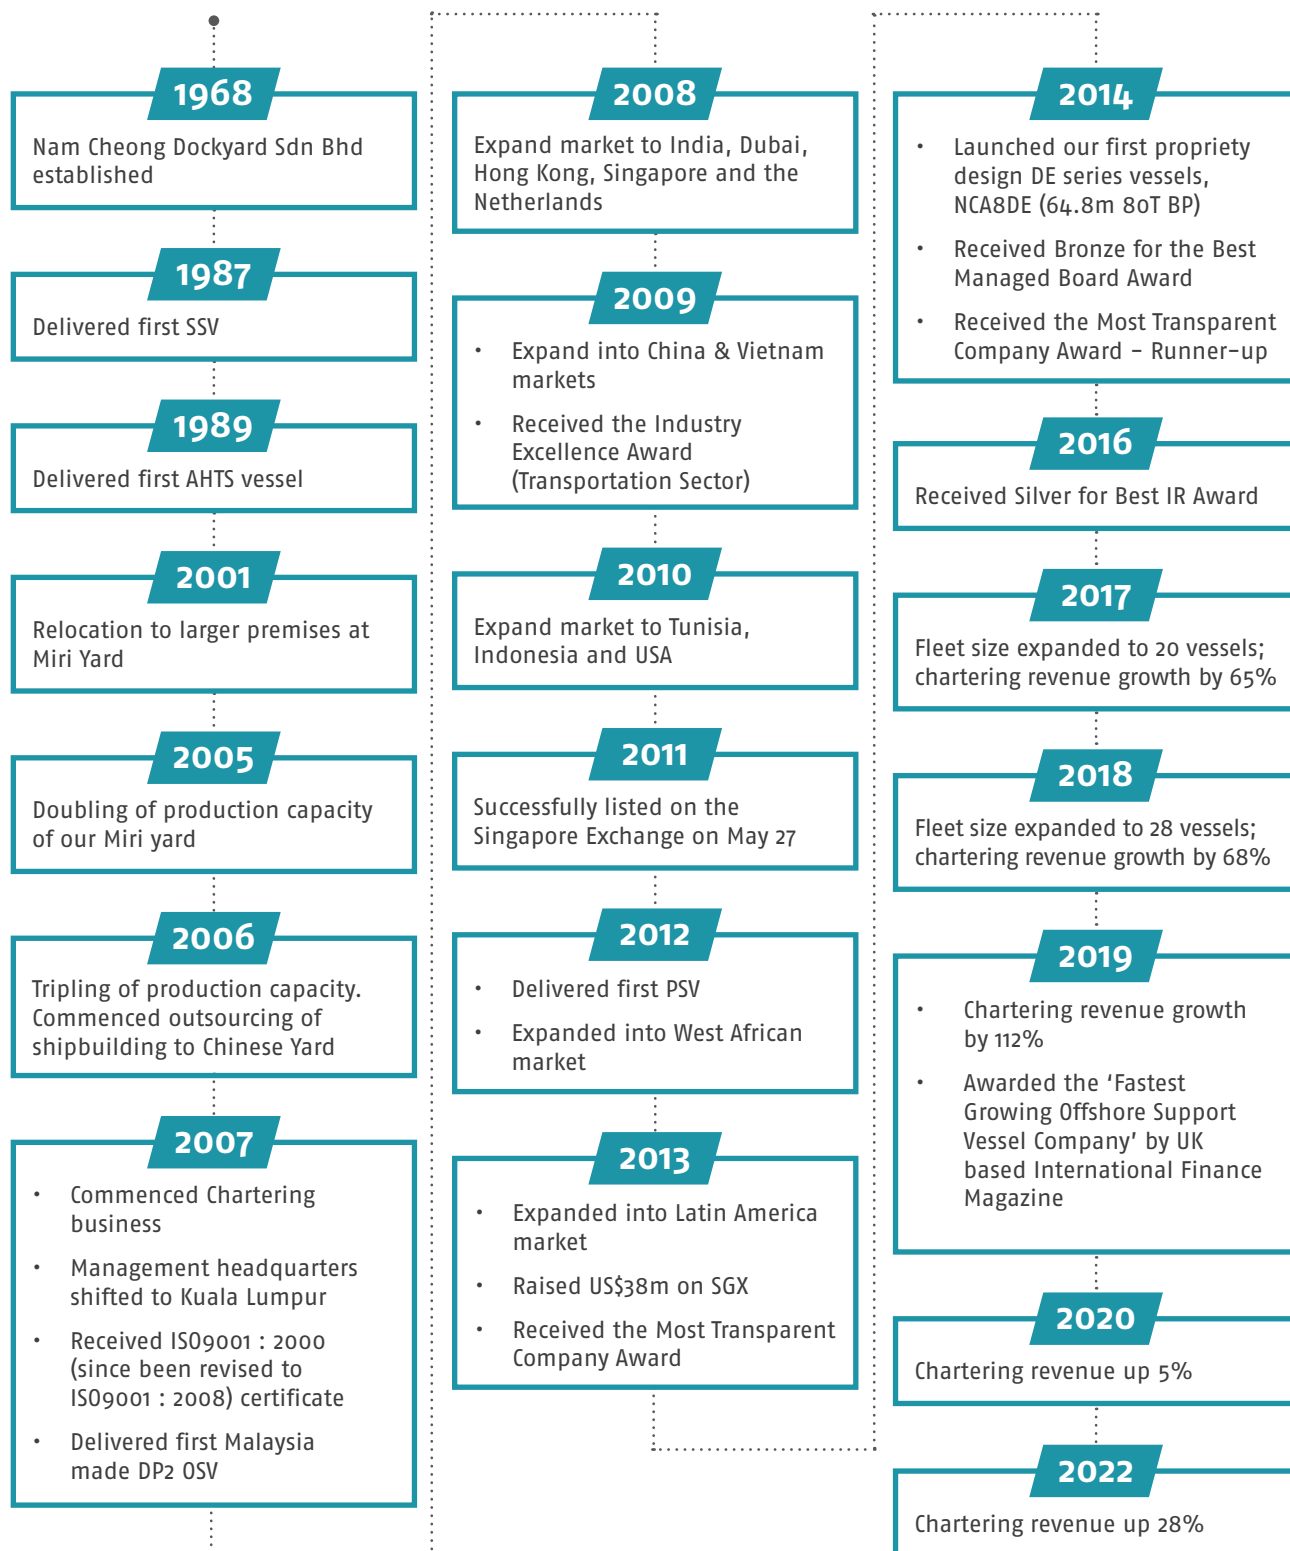 1968
Nam Cheong Dockyard Sdn Bhd
established
1987
Delivered first SSV
1989
Delivered first AHTS vessel
2001
Relocation to larger premises at
Miri Yard
2005
Doubling of production capacity
of our Miri yard
2006
Tripling of production capacity.
Commenced outsourcing of
shipbuilding to Chinese Yard
2007
• Commenced Chartering
business
• Management headquarters
shifted to Kuala Lumpur
• Received ISO9001 : 2000
(since been revised to
ISO9001 : 2008) certificate
• Delivered first Malaysia
made DP2 OSV
2008
Expand market to India, Dubai,
Hong Kong, Singapore and the
Netherlands
2009
• Expand into China & Vietnam
markets
• Received the Industry
Excellence Award
(Transportation Sector)
2010
Expand market to Tunisia,
Indonesia and USA
2011
Successfully listed on the
Singapore Exchange on May 27
2012
• Delivered first PSV
• Expanded into West African
market
2013
• Expanded into Latin America
market
• Raised US$38m on SGX
• Received the Most Transparent
Company Award
2014
• Launched our first propriety
design DE series vessels,
NCA8DE (64.8m 80T BP)
• Received Bronze for the Best
Managed Board Award
• Received the Most Transparent
Company Award – Runner-up
2016
Received Silver for Best IR Award
2017
Fleet size expanded to 20 vessels;
chartering revenue growth by 65%
2018
Fleet size expanded to 28 vessels;
chartering revenue growth by 68%
2019
• Chartering revenue growth
by 112%
• Awarded the ‘Fastest
Growing Offshore Support
Vessel Company’ by UK
based International Finance
Magazine
2020
Chartering revenue up 5%
2022
Chartering revenue up 28%